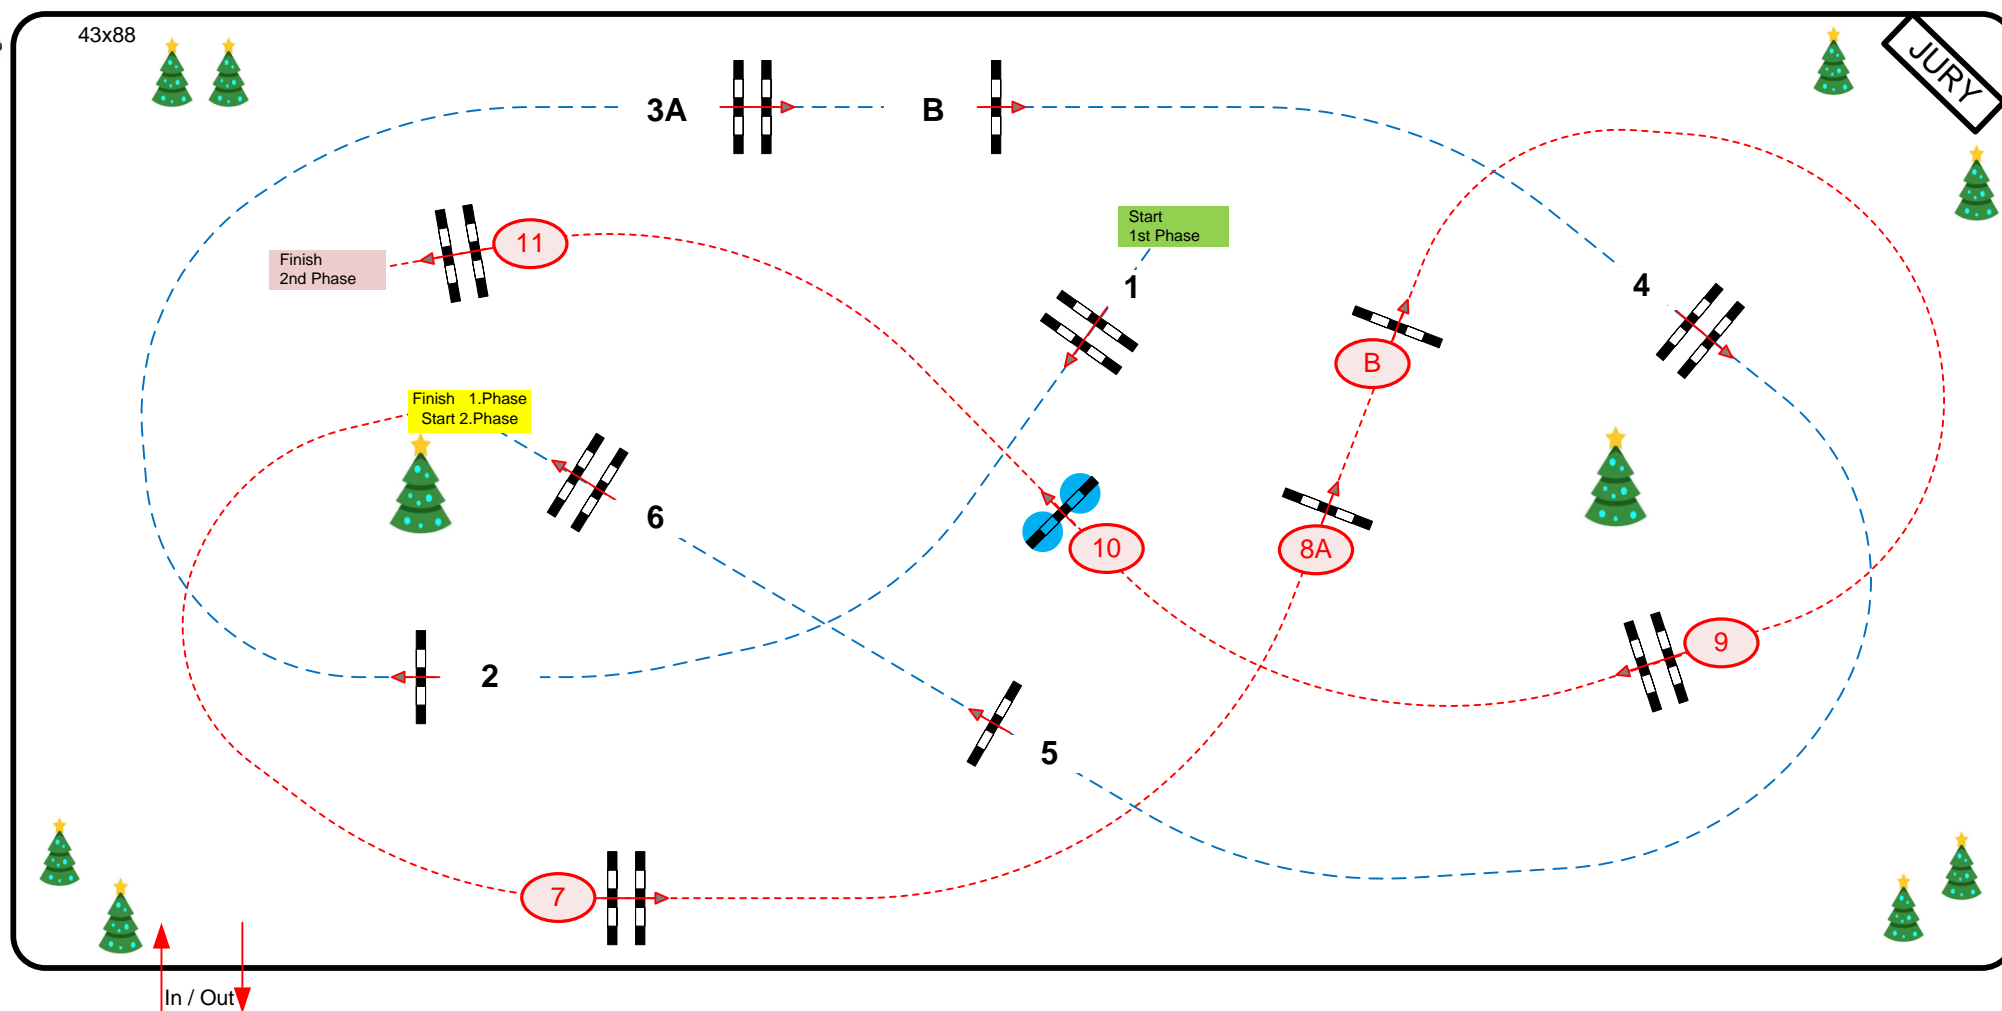 43x88
JURY
3A
B
Start
1st Phase
11
Finish
2nd Phase
1
4
B
Finish 1.Phase
Start 2.Phase
6
10
8A
9
2
5
7
In / Out